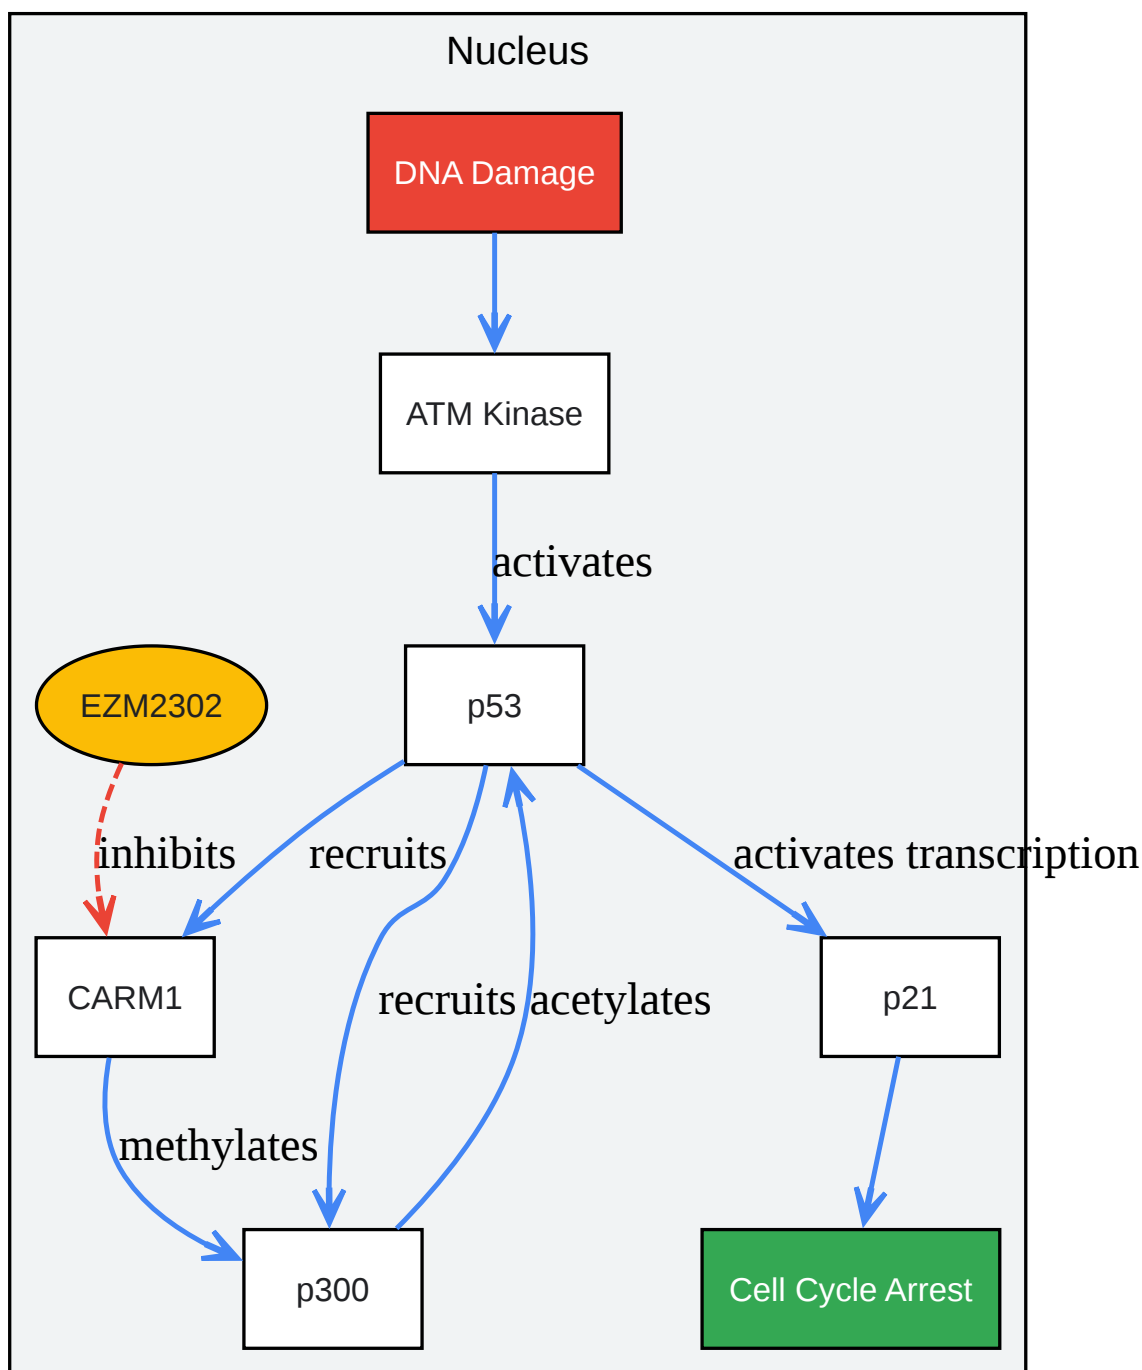 Nucleus
DNA Damage
ATM Kinase
activates
EZM2302
p53
inhibits
recruits
activates transcription
CARM1
recruits
acetylates
p21
methylates
p300
Cell Cycle Arrest